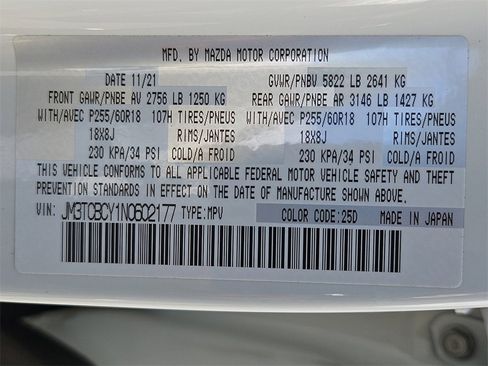 MFD. BY MAZDA MOTOR CORPORATION
DATE 11/21 GVWR/PNBV 5822 LB 2641 KG
FRONT GAWR/PNBE AV 2756 LB 1250 KG REAR GAWR/PNBE AR 3146 LB 1427 KG
WITH/AVEC P255/60R18 107H TIRES/PNEUS WITH/AVEC P255/60R18 107H TIRES/PNEUS
18X8J RIMS/JANTES 18X8J RIMS/JANTES
230 KPA/34 PSI COLD/A FROID 230 KPA/34 PSI COLD/A FROID
THIS VEHICLE CONFORMS TO ALL APPLICABLE FEDERAL MOTOR VEHICLE SAFETY AND THEFT
PREVENTION STANDARDS IN EFFECT ON THE DATE OF MANUFACTURE SHOWN ABOVE.
VIN: JM3TCBCY1N0602177 TYPE:MPV COLOR CODE:25D MADE IN JAPAN